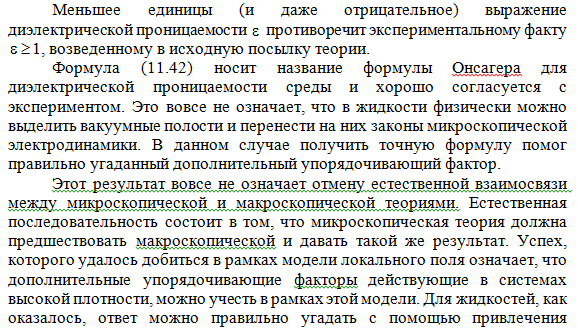 Меньшее единицы (и даже отрицательное) выражение
диэлектрической проницаемости ε противоречит экспериментальному факту
ε ≥ 1, возведенному в исходную посылку теории.
Формула (11.42) носит название формулы Онсагера для
диэлектрической проницаемости среды и хорошо согласуется с
экспериментом. Это вовсе не означает, что в жидкости физически можно
выделить вакуумные полости и перенести на них законы микроскопической
электродинамики. В данном случае получить точную формулу помог
правильно угаданный дополнительный упорядочивающий фактор.
Этот результат вовсе не означает отмену естественной взаимосвязи
между микроскопической и макроскопической теориями. Естественная
последовательность состоит в том, что микроскопическая теория должна
предшествовать макроскопической и давать такой же результат. Успех,
которого удалось добиться в рамках модели локального поля означает, что
дополнительные упорядочивающие факторы действующие в системах
высокой плотности, можно учесть в рамках этой модели. Для жидкостей, как
оказалось, ответ можно правильно угадать с помощью привлечения